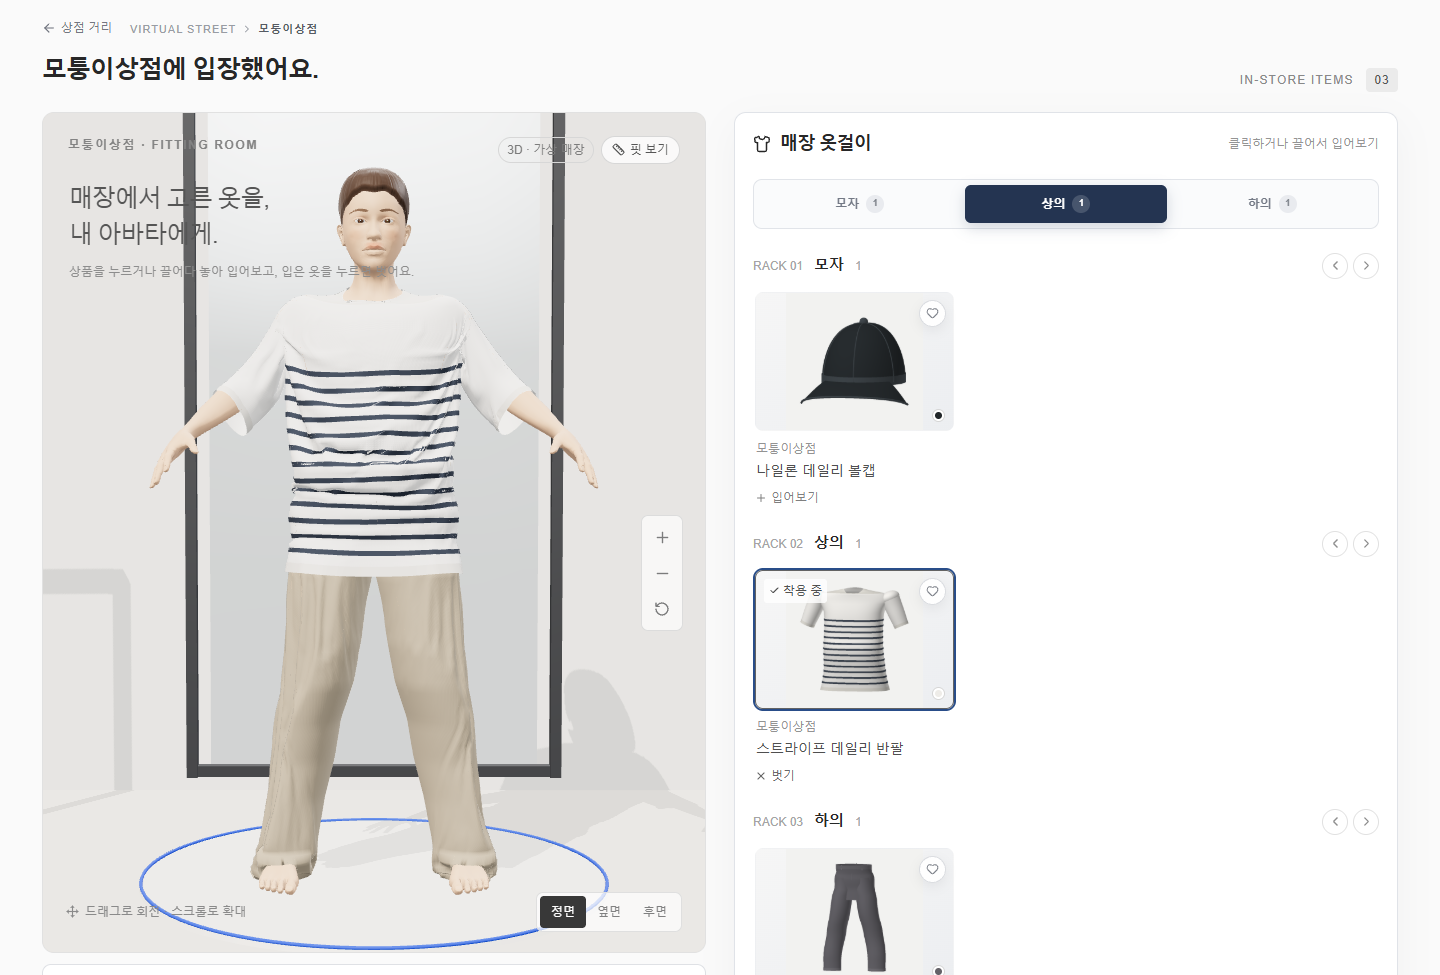 상점 거리 VIRTUAL STREET > 모퉁이상점
모퉁이상점에 입장했어요.
IN-STORE ITEMS 03
모퉁이상점 · FITTING ROOM
3D · 가상 매장
핏 보기
매장에서 고른 옷을,
내 아바타에게.
상품을 누르거나 끌어다 놓아 입어보고, 입은 옷을 누르 어요.
드래그로 회전 · 스크롤로 확대
정면 옆면 후면
매장 옷걸이
클릭하거나 끌어서 입어보기
모자 1 상의 1 하의 1
RACK 01 모자 1
모퉁이상점
나일론 데일리 볼캡
+ 입어보기
RACK 02 상의 1
착용 중
모퉁이상점
스트라이프 데일리 반팔
× 벗기
RACK 03 하의 1